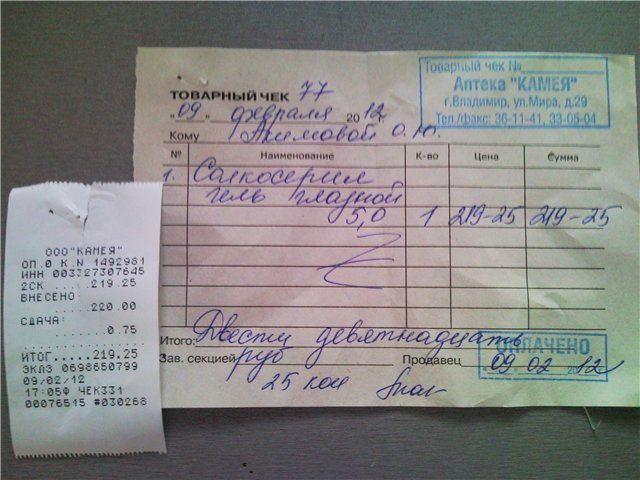 Товарный чек №
Аптека "КАМЕЯ"
г.Владимир, ул.Мира, д.29
Тел./факс: 36-11-41, 33-05-04
ТОВАРНЫЙ ЧЕК 77
"09" февраля 2012г.
Кому Акимовой О.Ю.
№ Наименование К-во Цена Сумма
1. Солкосерил
гель глазной
5,0 1 219-25 219-25
Итого: Двести девятнадцать
Зав. секцией руб Продавец
25 коп
ОПЛАЧЕНО
09 02 2012
ООО"КАМЕЯ"
ОП.0 К.N 1492981
ИНН 003327307645
2СК .....219.25
ВНЕСЕНО:
.....220.00
СДАЧА:
........0.75
ИТОГ.....219.25
ЭКЛЗ 0698650799
09/02/12
17:05Ф ЧЕК331
00076515 #030268